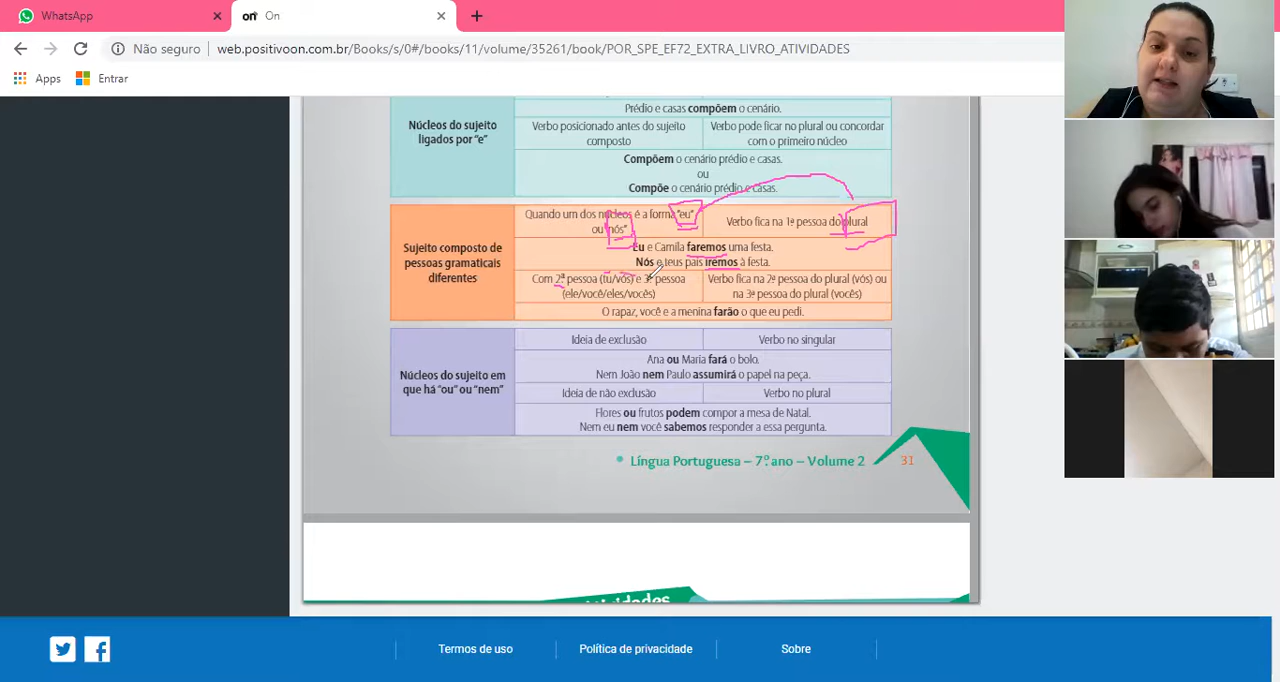 WhatsApp
on
On
Não seguro
web.positivoon.com.br/Books/s/0#/books/11/volume/35261/book/POR_SPE_EF72_EXTRA_LIVRO_ATIVIDADES
Apps
Entrar
Prédio e casas compõem o cenário.
Núcleos do sujeito
ligados por "e"
Verbo posicionado antes do sujeito
composto
Verbo pode ficar no plural ou concordar
com o primeiro núcleo
Compõem o cenário prédio e casas.
ou
Compõe o cenário prédio e casas.
Sujeito composto de
pessoas gramaticais
diferentes
Quando um dos núcleos é a forma "eu"
ou "nós"
Verbo fica na 1ª pessoa do plural
Eu e Camila faremos uma festa.
Nós e teus pais iremos à festa.
Com 2ª pessoa (tu/vós) e 3ª pessoa
(ele/você/eles/vocês)
Verbo fica na 2ª pessoa do plural (vós) ou
na 3ª pessoa do plural (vocês)
O rapaz, você e a menina farão o que eu pedi.
Núcleos do sujeito em
que há "ou" ou "nem"
Ideia de exclusão
Verbo no singular
Ana ou Maria fará o bolo.
Nem João nem Paulo assumirá o papel na peça.
Ideia de não exclusão
Verbo no plural
Flores ou frutos podem compor a mesa de Natal.
Nem eu nem você sabemos responder a essa pergunta.
Língua Portuguesa – 7º. ano – Volume 2
31
Termos de uso
Política de privacidade
Sobre